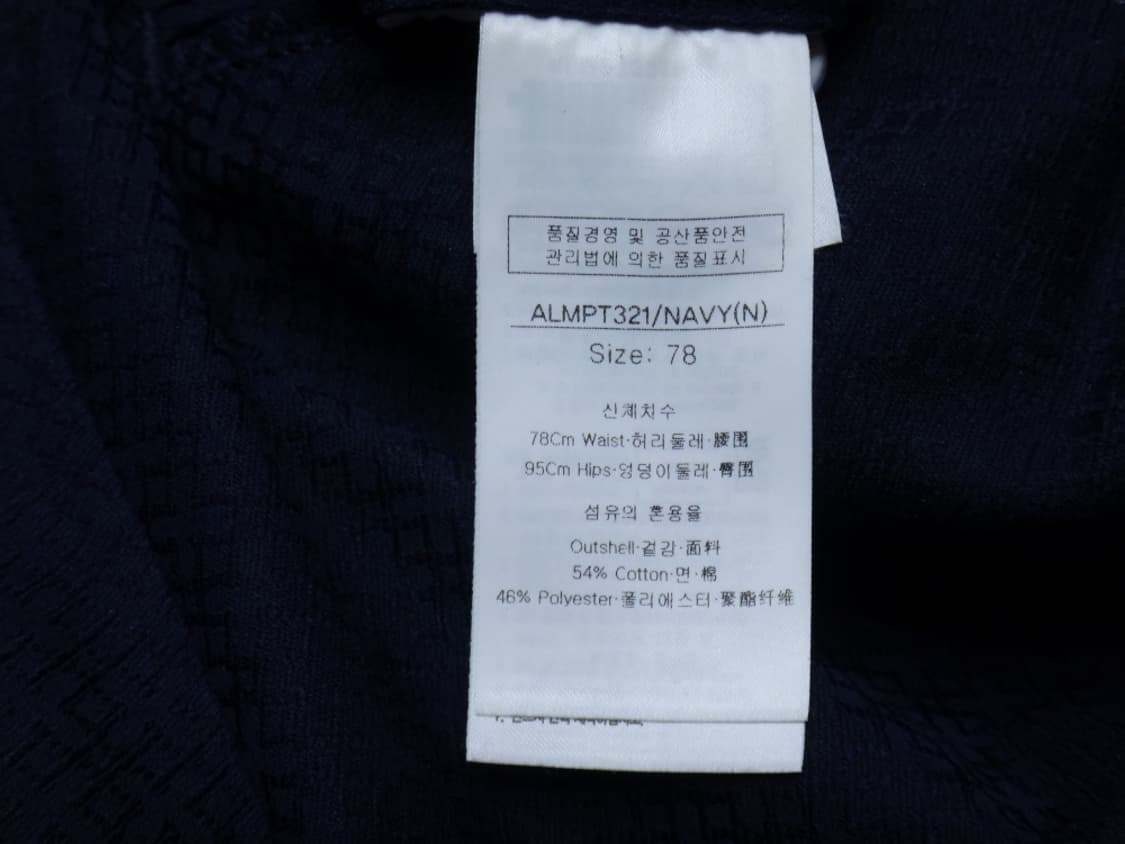 품질경영 및 공산품안전
관리법에 의한 품질표시
ALMPT321/NAVY(N)
Size: 78
신체치수
78Cm Waist·허리둘레·腰围
95Cm Hips·엉덩이둘레·臀围
섬유의 혼용율
Outshell·겉감·面料
54% Cotton·면·棉
46% Polyester·폴리에스터·聚酯纤维